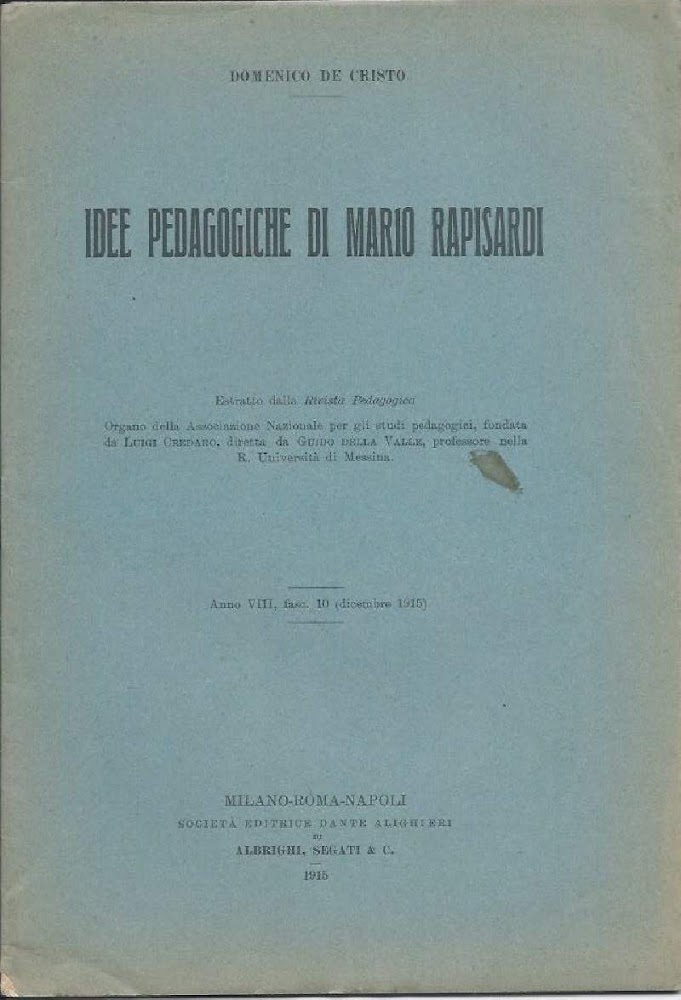 DOMENICO DE CRISTO
IDEE PEDAGOGICHE DI MARIO RAPISARDI
Estratto dalla Rivista Pedagogica
Organo della Associazione Nazionale per gli studi pedagogici, fondata
da LUIGI CREDARO, diretta da GUIDO DELLA VALLE, professore nella
R. Università di Messina.
Anno VIII, fasc. 10 (dicembre 1915)
MILANO-ROMA-NAPOLI
SOCIETÀ EDITRICE DANTE ALIGHIERI
DI
ALBRIGHI, SEGATI & C.
1915